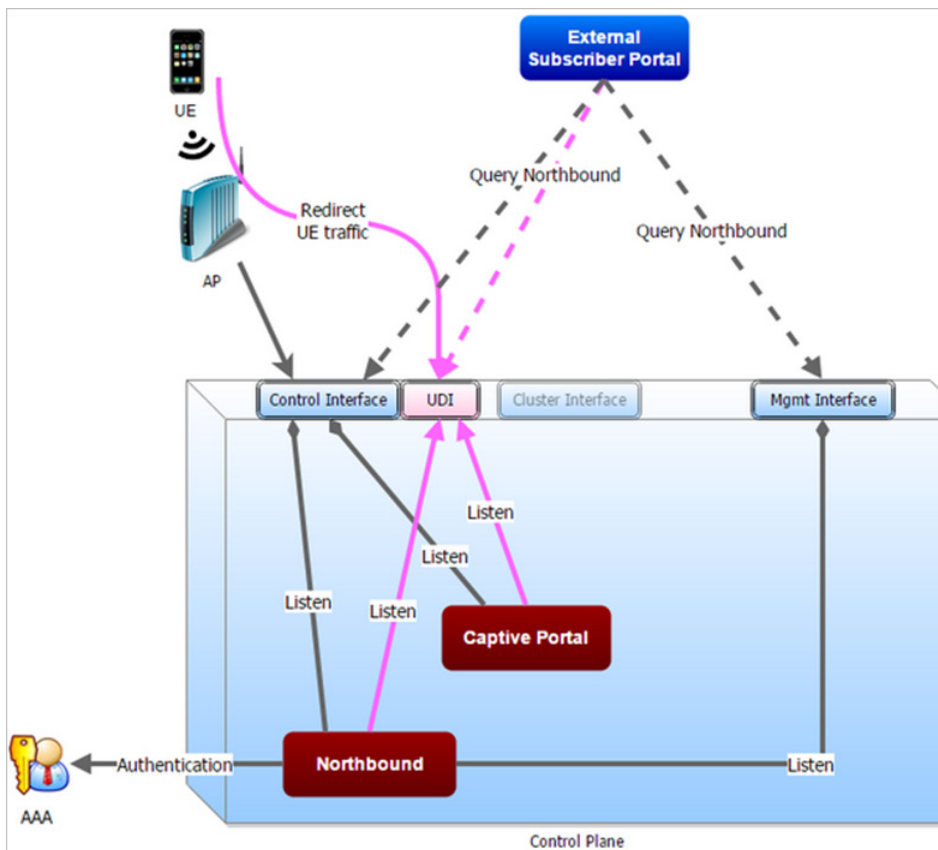 External
Subscriber Portal
UE
Query Northbound
Redirect
UE traffic
Query Northbound
AP
Control Interface
UDI
Cluster Interface
Mgmt Interface
Listen
Listen
Listen
Listen
Captive Portal
Northbound
Authentication
Listen
AAA
Control Plane